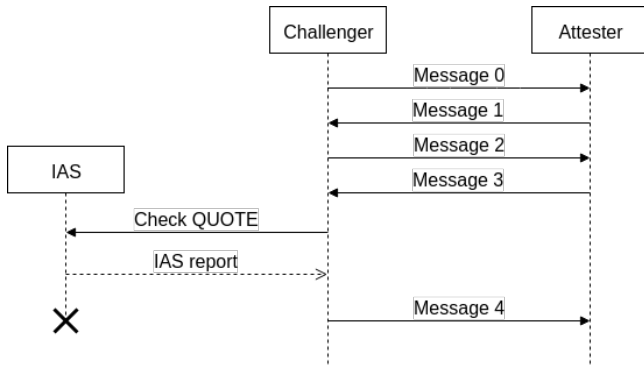 Challenger
Attester
Message 0
Message 1
Message 2
IAS
Message 3
Check QUOTE
IAS report
Message 4